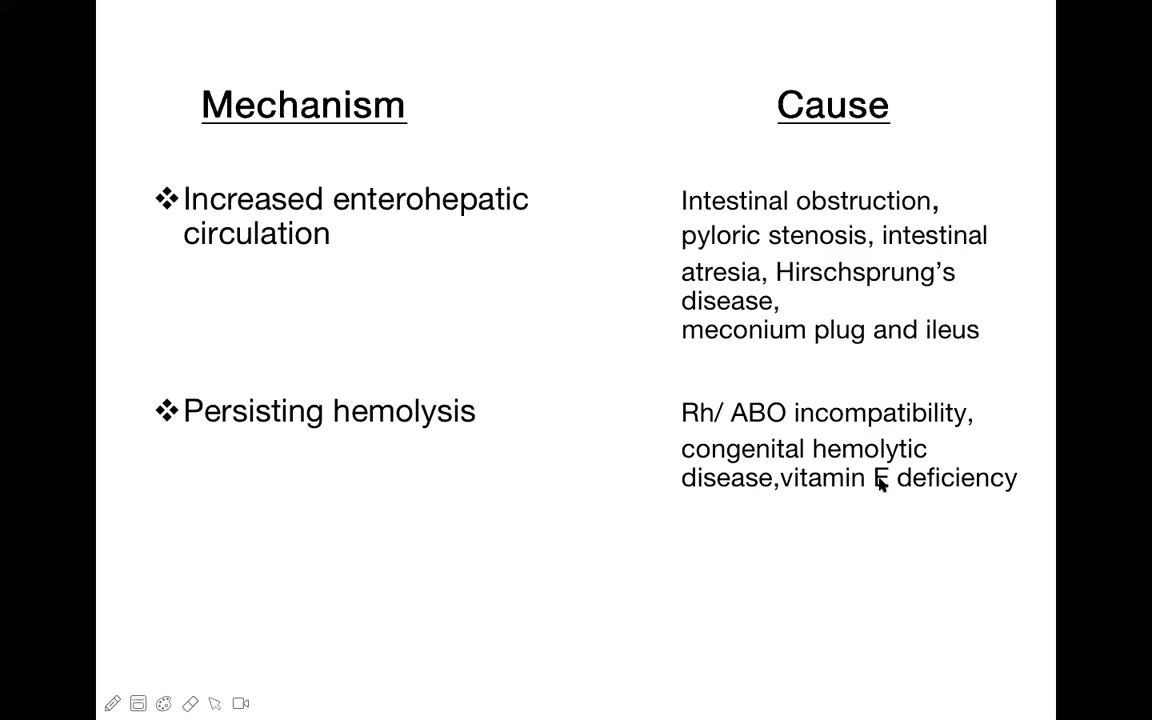 Mechanism
Cause
❖Increased enterohepatic
circulation
Intestinal obstruction,
pyloric stenosis, intestinal
atresia, Hirschsprung’s
disease,
meconium plug and ileus
❖Persisting hemolysis
Rh/ ABO incompatibility,
congenital hemolytic
disease,vitamin E deficiency